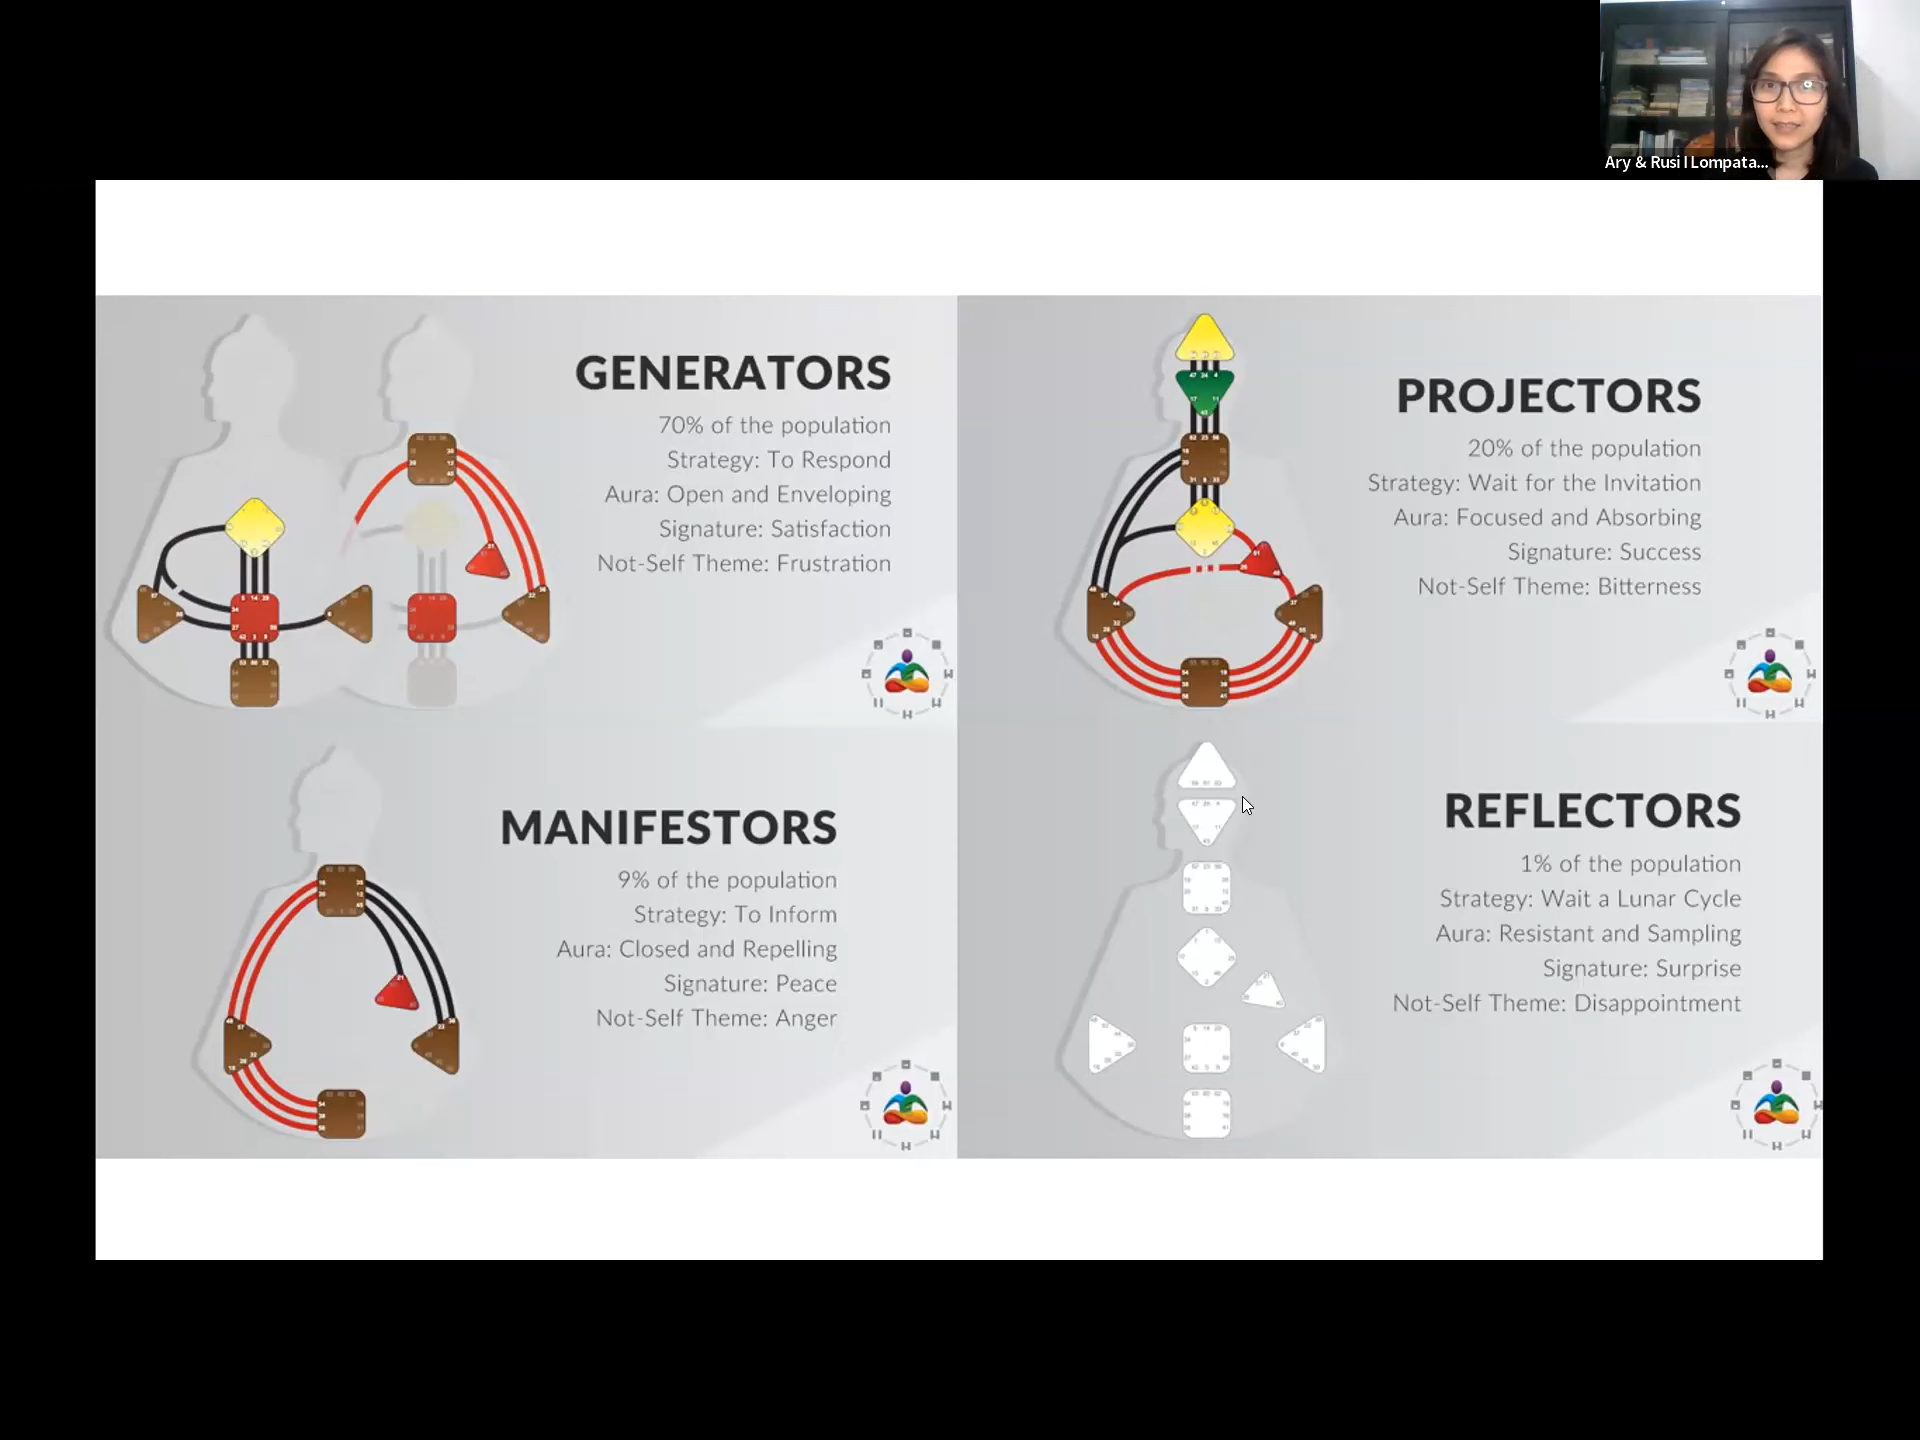 Ary & Rusi I Lompata...
GENERATORS
70% of the population
Strategy: To Respond
Aura: Open and Enveloping
Signature: Satisfaction
Not-Self Theme: Frustration
PROJECTORS
20% of the population
Strategy: Wait for the Invitation
Aura: Focused and Absorbing
Signature: Success
Not-Self Theme: Bitterness
MANIFESTORS
9% of the population
Strategy: To Inform
Aura: Closed and Repelling
Signature: Peace
Not-Self Theme: Anger
REFLECTORS
1% of the population
Strategy: Wait a Lunar Cycle
Aura: Resistant and Sampling
Signature: Surprise
Not-Self Theme: Disappointment